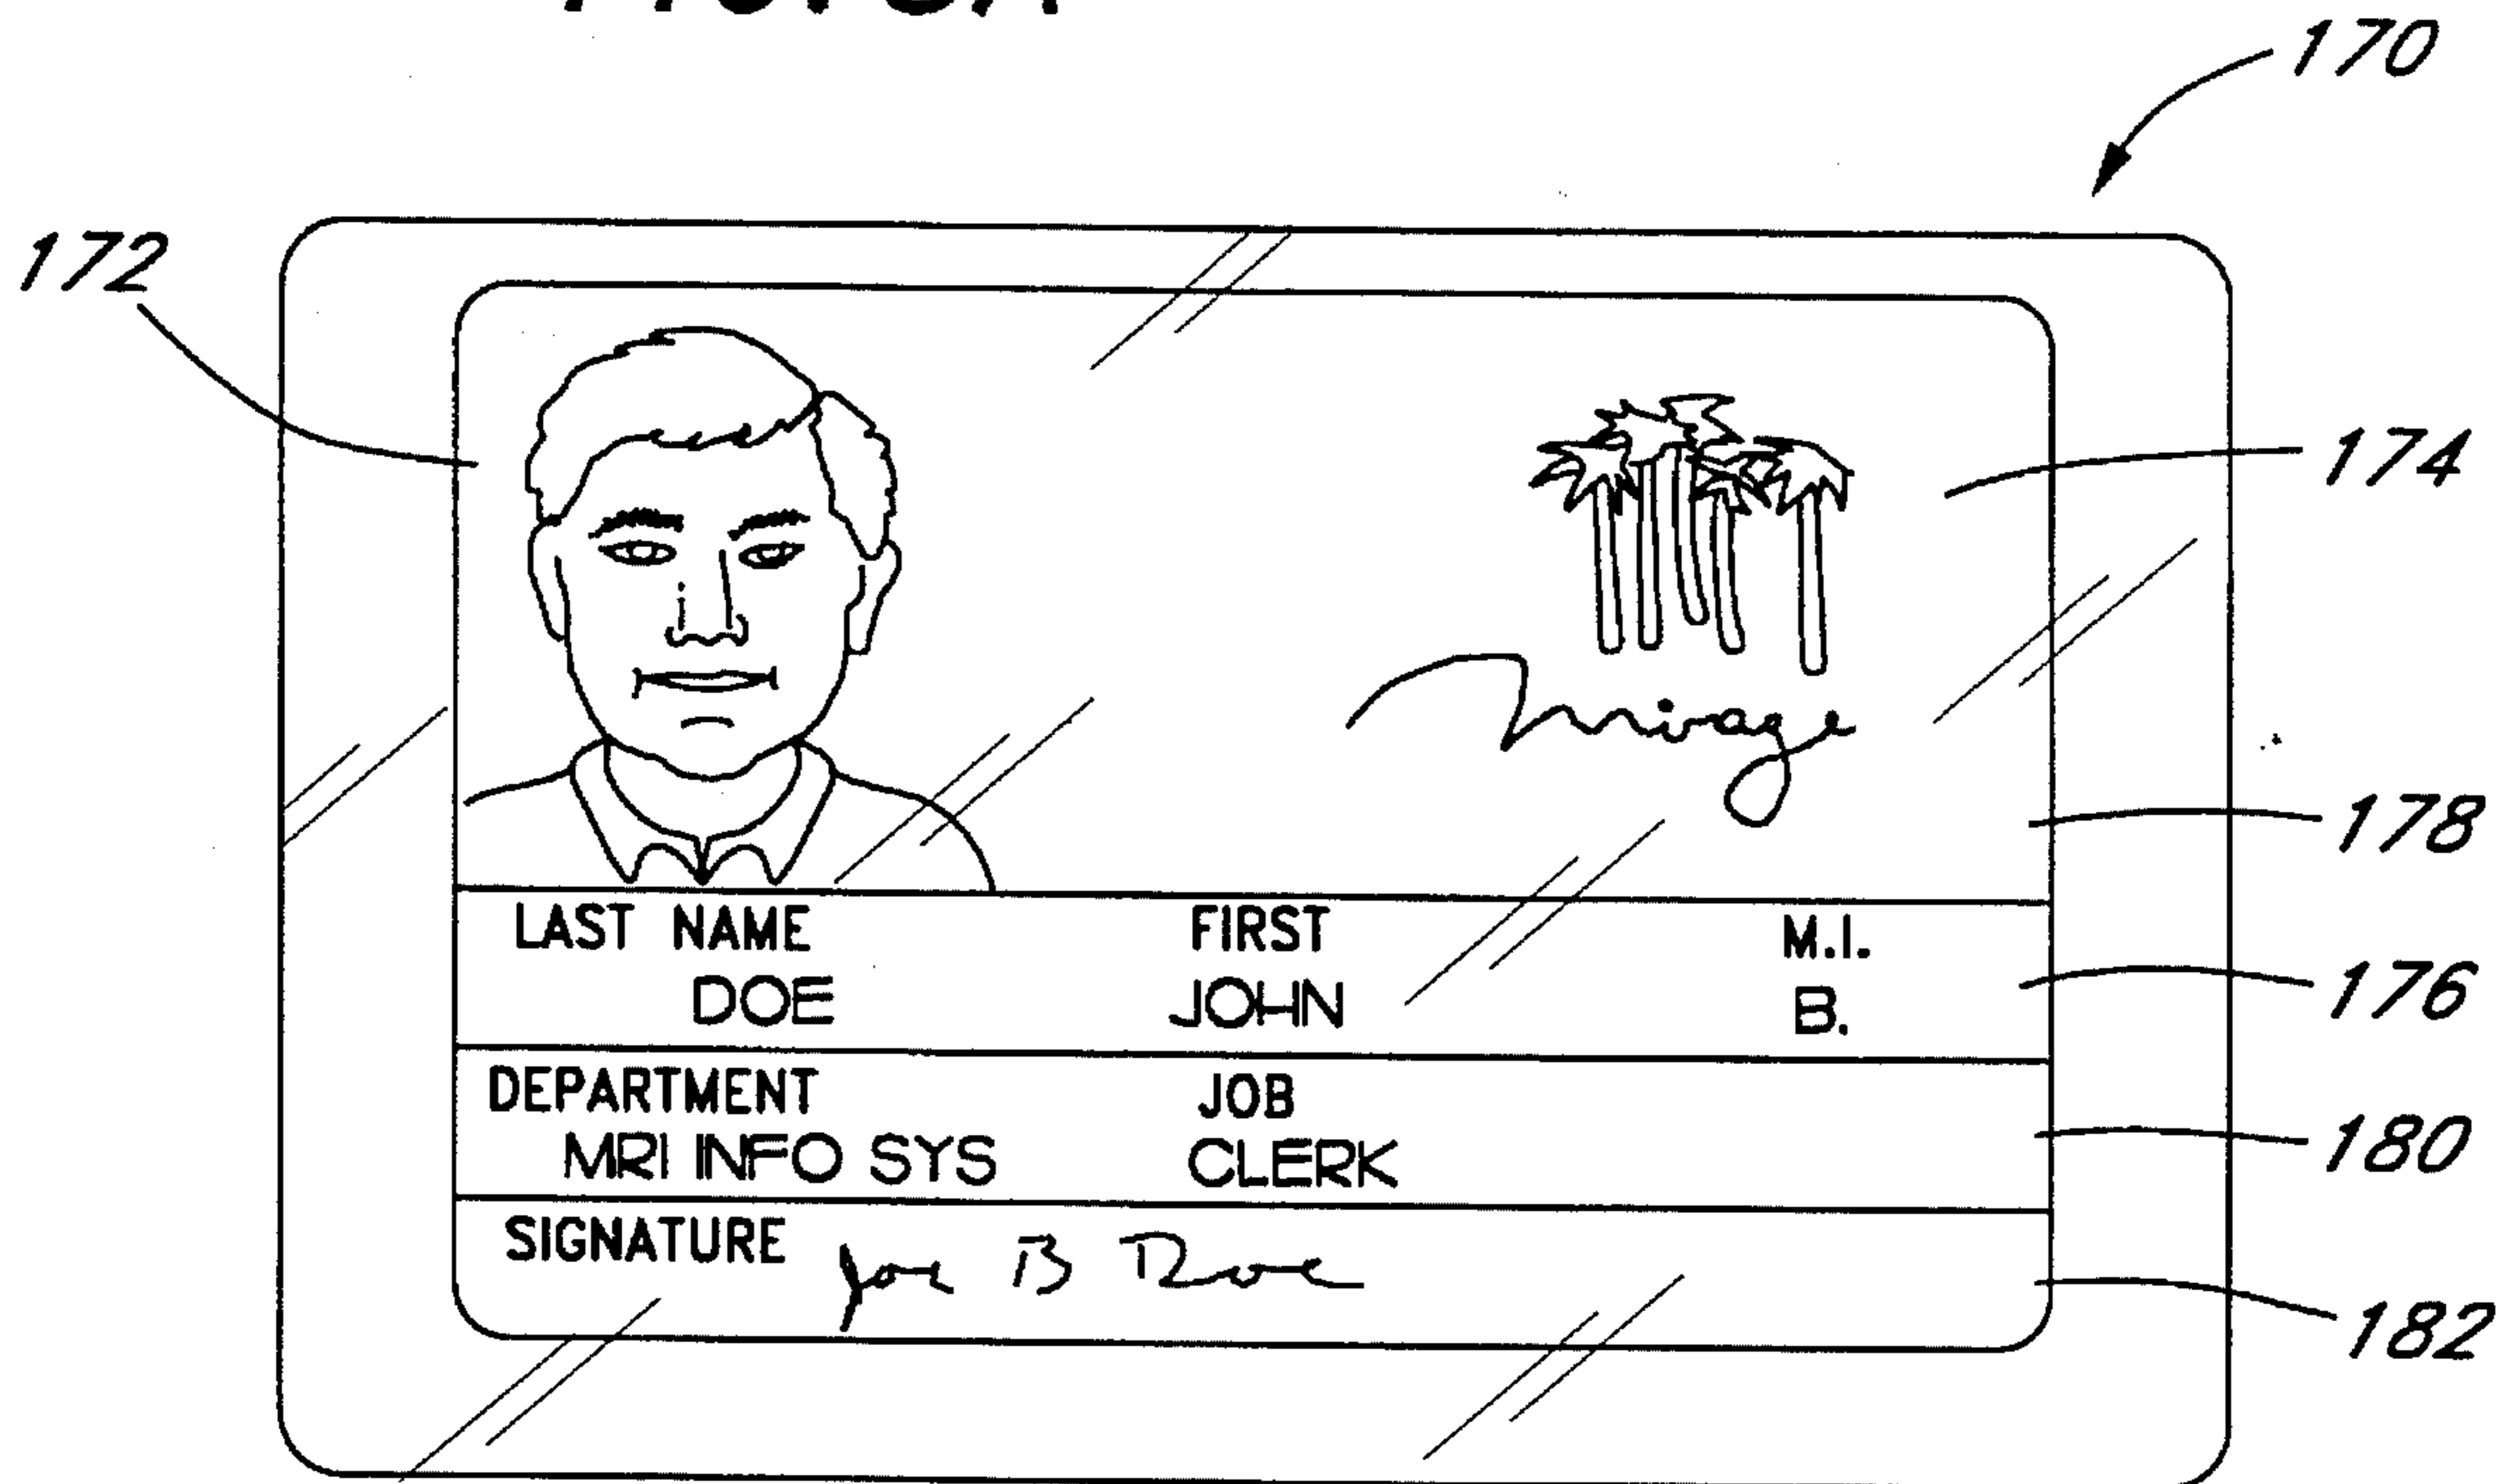 170
172
174
mirage
178
LAST NAME FIRST M.I.
DOE JOHN B.
176
DEPARTMENT JOB
MRI INFO SYS CLERK
180
SIGNATURE
182